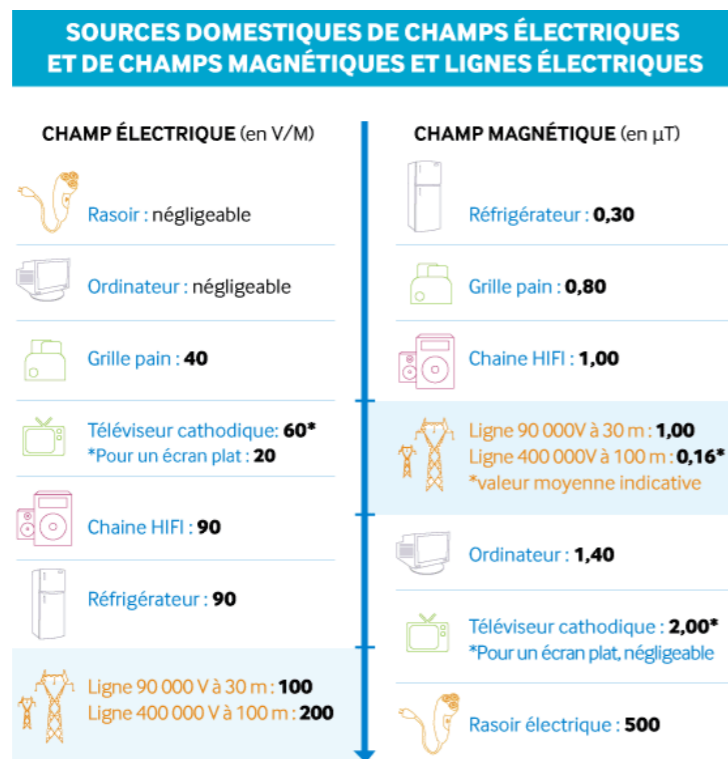 SOURCES DOMESTIQUES DE CHAMPS ÉLECTRIQUES
ET DE CHAMPS MAGNÉTIQUES ET LIGNES ÉLECTRIQUES
CHAMP ÉLECTRIQUE (en V/M)
Rasoir : négligeable
Ordinateur : négligeable
Grille pain : 40
Téléviseur cathodique: 60*
*Pour un écran plat : 20
Chaine HIFI : 90
Réfrigérateur : 90
Ligne 90 000 V à 30 m : 100
Ligne 400 000 V à 100 m : 200
CHAMP MAGNÉTIQUE (en µT)
Réfrigérateur : 0,30
Grille pain : 0,80
Chaine HIFI : 1,00
Ligne 90 000V à 30 m : 1,00
Ligne 400 000V à 100 m : 0,16*
*valeur moyenne indicative
Ordinateur : 1,40
Téléviseur cathodique : 2,00*
*Pour un écran plat, négligeable
Rasoir électrique : 500